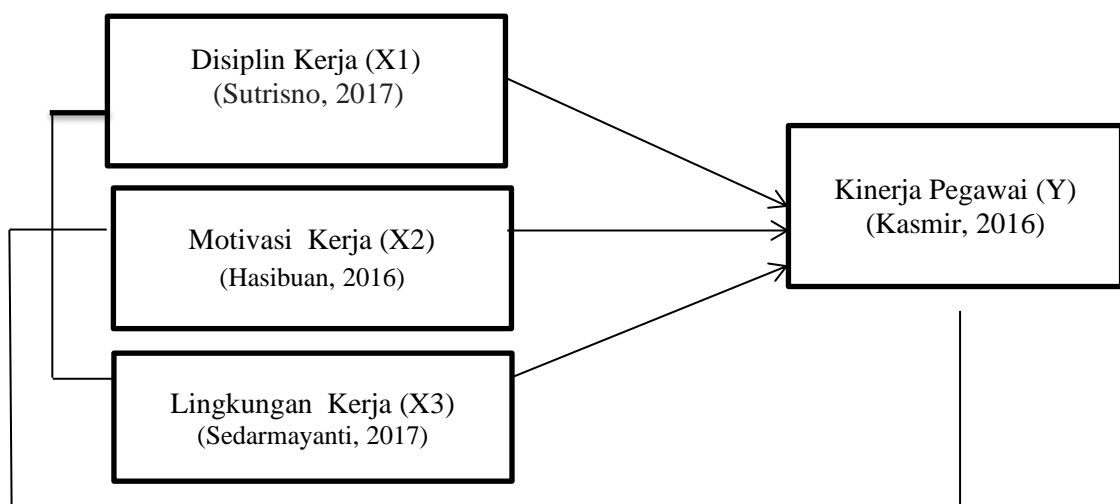 Disiplin Kerja (X1)
(Sutrisno, 2017)
Motivasi Kerja (X2)
(Hasibuan, 2016)
Lingkungan Kerja (X3)
(Sedarmayanti, 2017)
Kinerja Pegawai (Y)
(Kasmir, 2016)